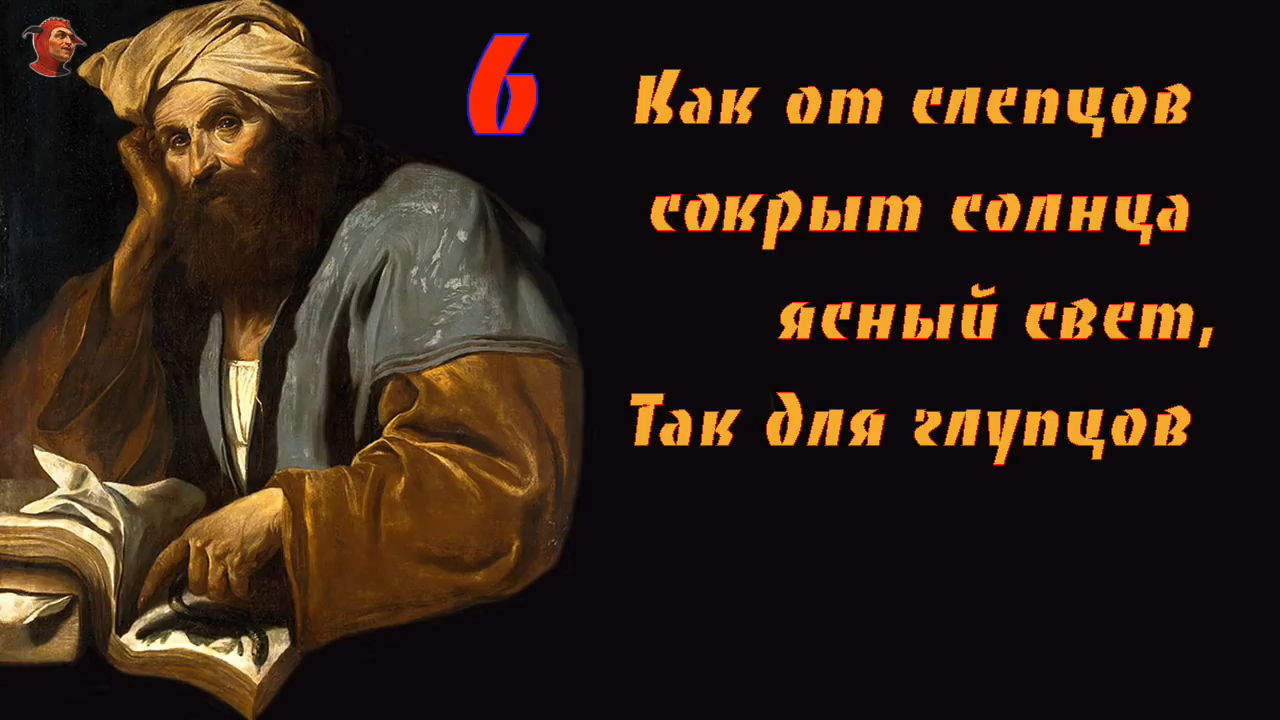 6
Как от слепцов
сокрыт солнца
ясный свет,
Так для глупцов